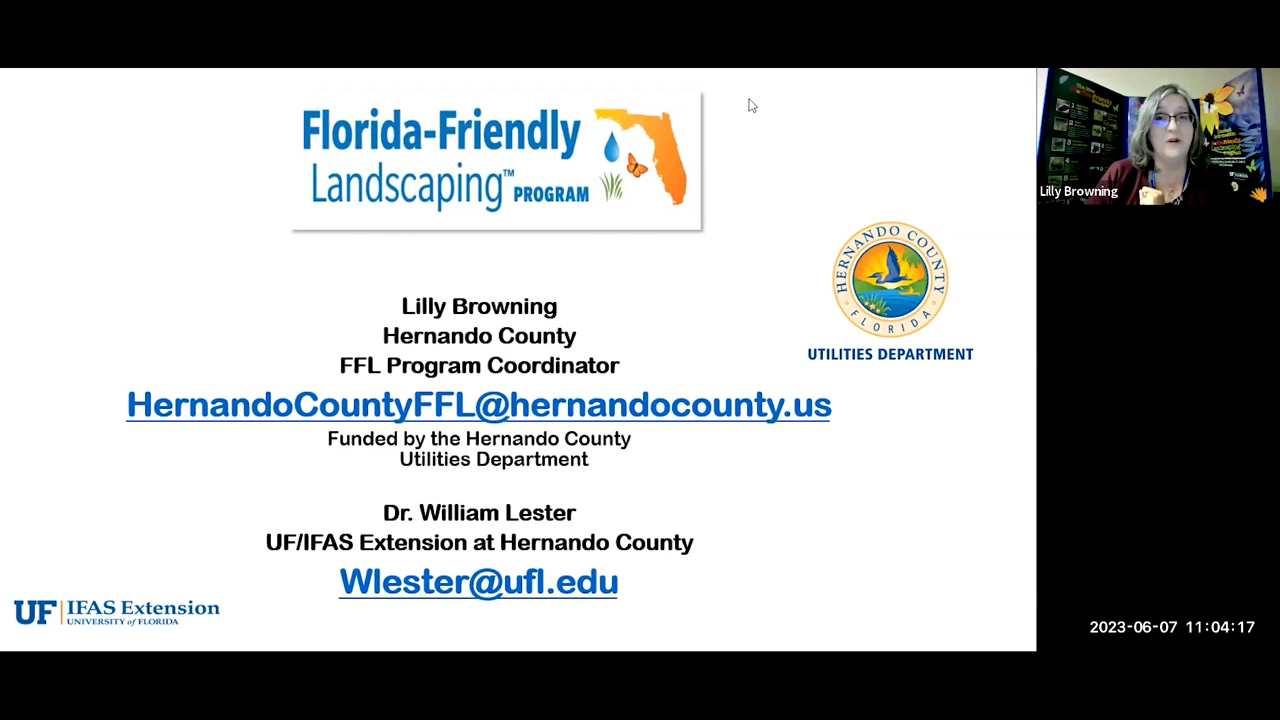 Florida-Friendly
Landscaping™ PROGRAM
Lilly Browning
HERNANDO COUNTY
FLORIDA
UTILITIES DEPARTMENT
Lilly Browning
Hernando County
FFL Program Coordinator
HernandoCountyFFL@hernandocounty.us
Funded by the Hernando County
Utilities Department
Dr. William Lester
UF/IFAS Extension at Hernando County
Wlester@ufl.edu
UF IFAS Extension
UNIVERSITY of FLORIDA
2023-06-07 11:04:17